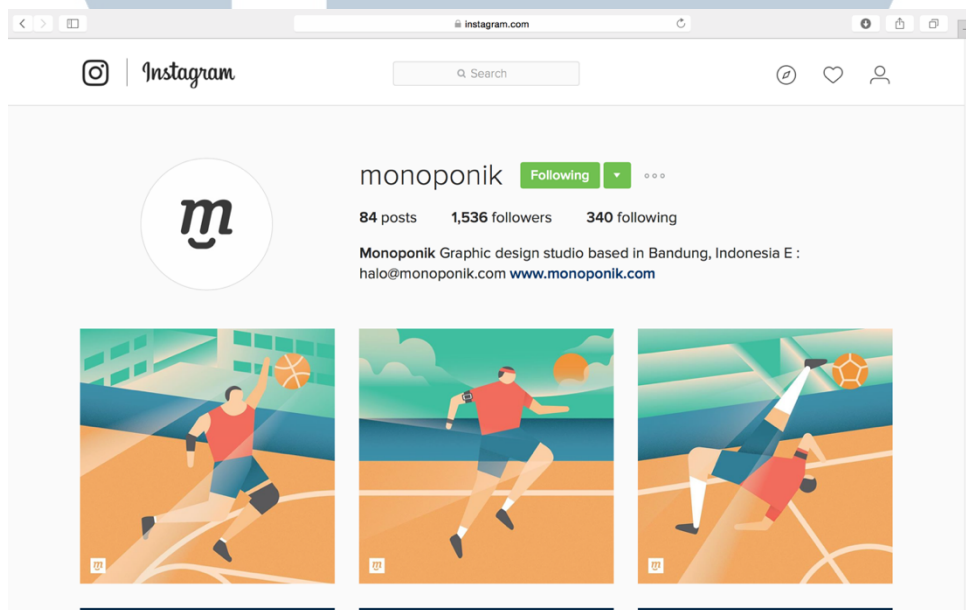 instagram.com
Instagram
Search
monoponik Following
84 posts 1,536 followers 340 following
Monoponik Graphic design studio based in Bandung, Indonesia E :
halo@monoponik.com www.monoponik.com
m
m
m
m